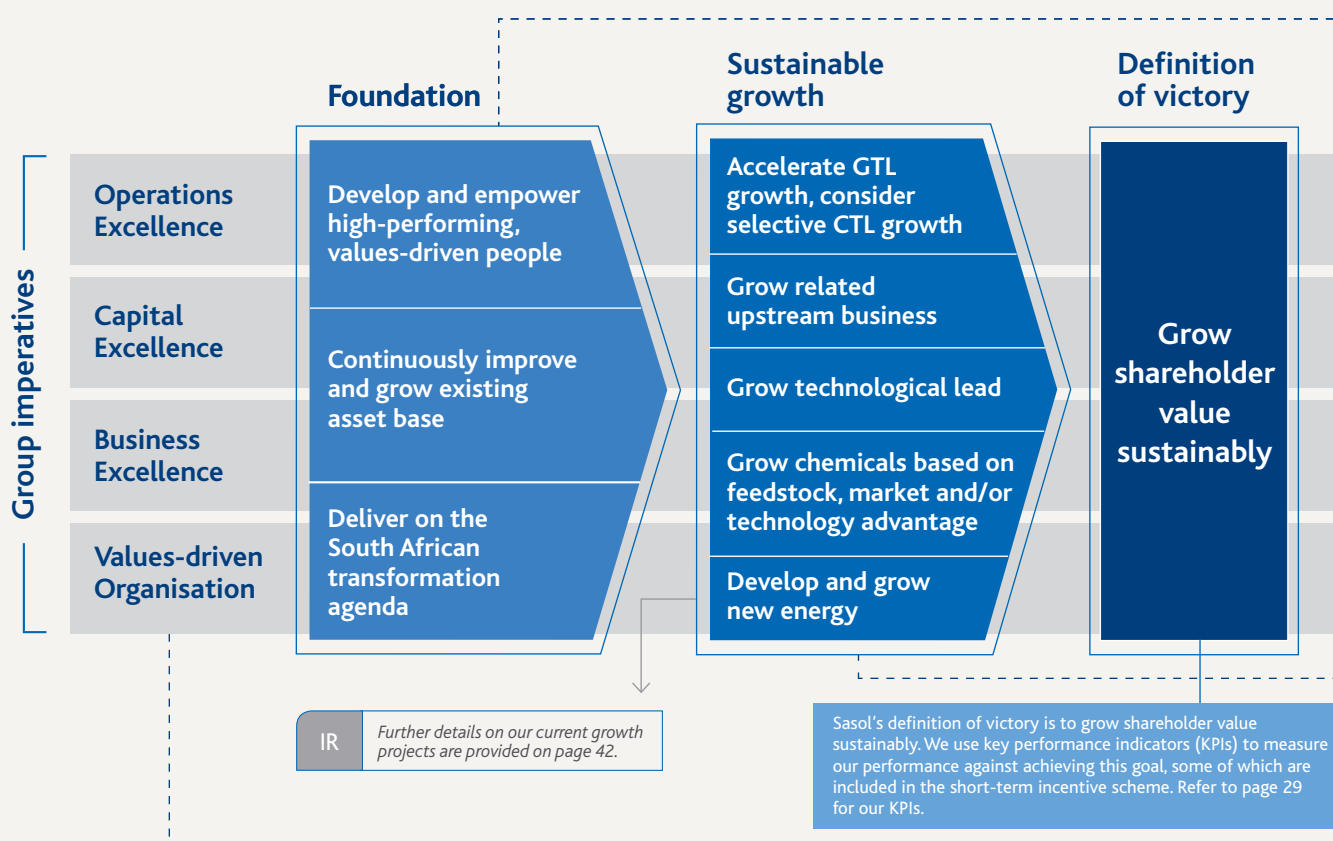 Group imperatives
Operations
Excellence
Capital
Excellence
Business
Excellence
Values-driven
Organisation
Foundation
Develop and empower
high-performing,
values-driven people
Continuously improve
and grow existing
asset base
Deliver on the
South African
transformation
agenda
Sustainable
growth
Accelerate GTL
growth, consider
selective CTL growth
Grow related
upstream business
Grow technological lead
Grow chemicals based on
feedstock, market and/or
technology advantage
Develop and grow
new energy
Definition
of victory
Grow
shareholder
value
sustainably
IR
Further details on our current growth
projects are provided on page 42.
Sasol's definition of victory is to grow shareholder value
sustainably. We use key performance indicators (KPIs) to measure
our performance against achieving this goal, some of which are
included in the short-term incentive scheme. Refer to page 29
for our KPIs.